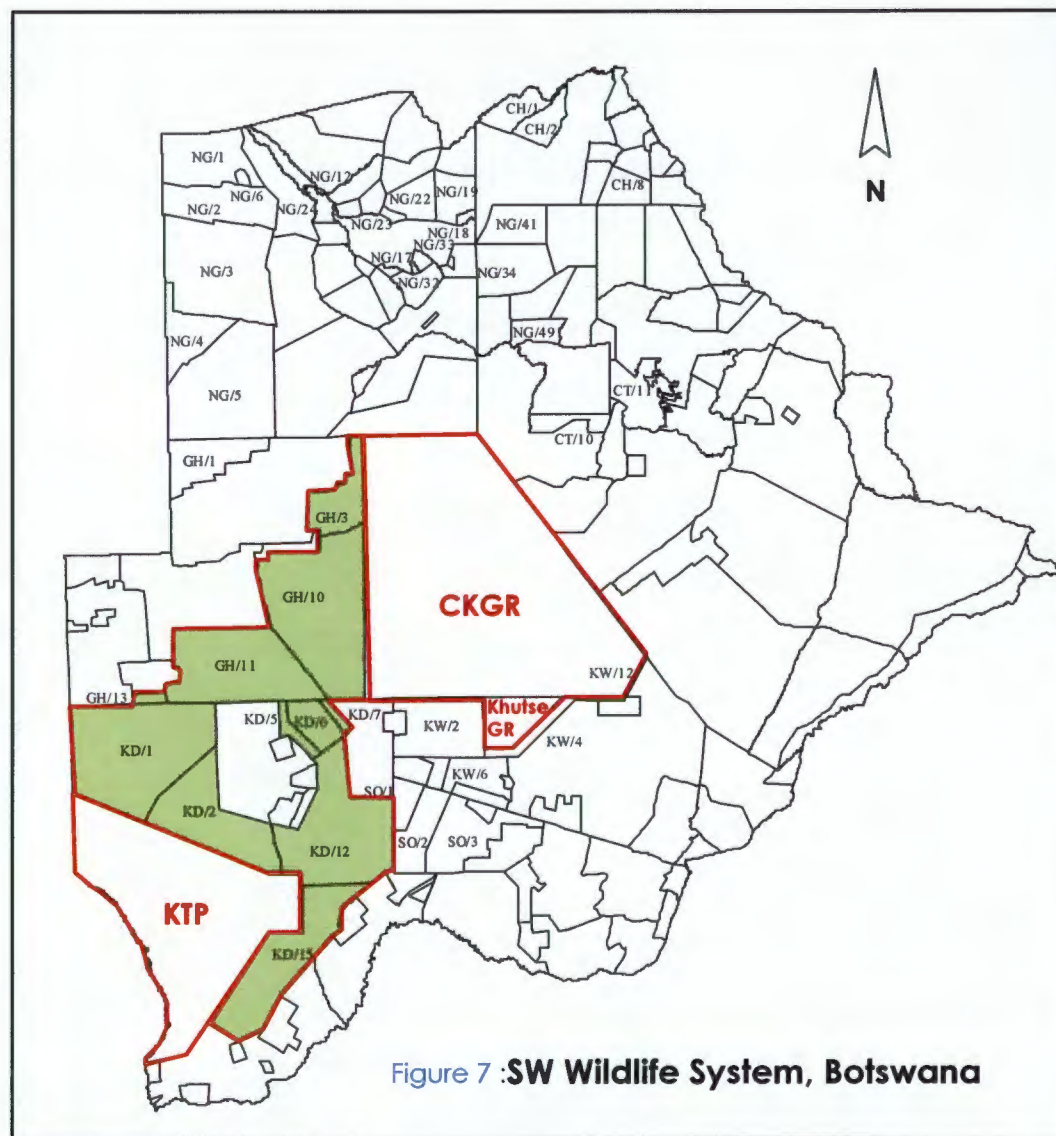 CH/1
CH/2
N
NG/1
NG/12
CH/8
NG/6
NG/22
NG/19
NG/2
NG/24
NG/23
NG/18
NG/41
NG/33
NG/17
NG/3
NG/32
NG/34
NG/4
NG/49
NG/5
CT/11
CT/10
GH/1
GH/3
GH/10
CKGR
GH/11
KW/12
GH/13
KD/5
KD/6
KD/7
KW/2
Khutse
GR
KD/1
KW/4
KW/6
SO/1
KD/2
KD/12
SO/2
SO/3
KTP
KD/15
Figure 7 :SW Wildlife System, Botswana